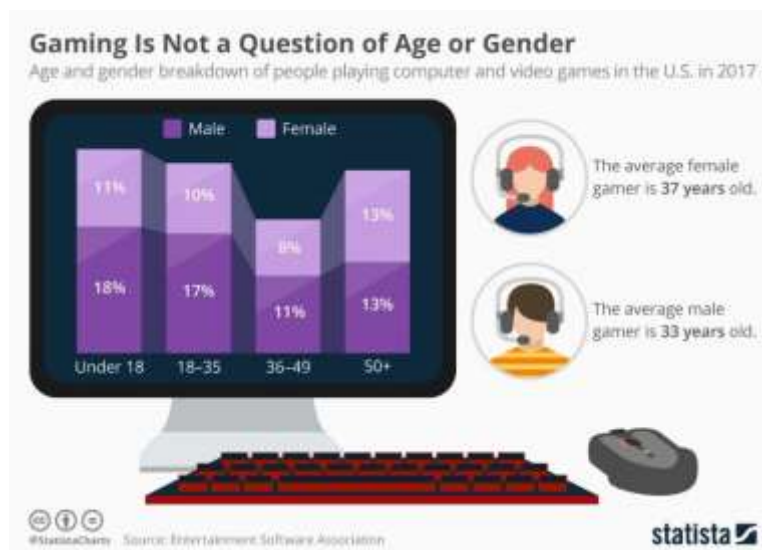 Gaming Is Not a Question of Age or Gender
Age and gender breakdown of people playing computer and video games in the U.S. in 2017
Male Female
11% 10% 8% 13%
18% 17% 11% 13%
Under 18 18–35 36–49 50+
The average female
gamer is 37 years old.
The average male
gamer is 33 years old.
@StatistaCharts Source: Entertainment Software Association
statista